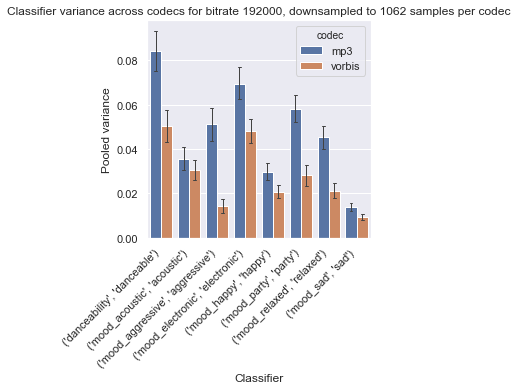 Classifier variance across codecs for bitrate 192000, downsampled to 1062 samples per codec
codec
mp3
vorbis
Pooled variance
0.08
0.06
0.04
0.02
0.00
('danceability', 'danceable')
('mood_acoustic', 'acoustic')
('mood_aggressive', 'aggressive')
('mood_electronic', 'electronic')
('mood_happy', 'happy')
('mood_party', 'party')
('mood_relaxed', 'relaxed')
('mood_sad', 'sad')
Classifier